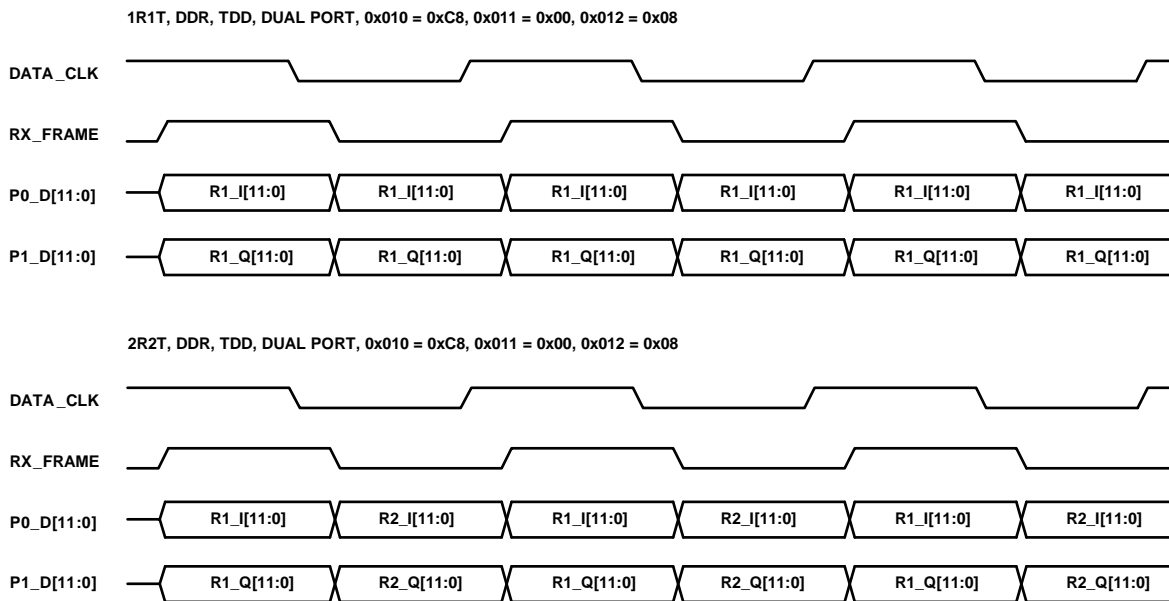 1R1T, DDR, TDD, DUAL PORT, 0x010 = 0xC8, 0x011 = 0x00, 0x012 = 0x08
DATA_CLK
RX_FRAME
P0_D[11:0] R1_I[11:0] R1_I[11:0] R1_I[11:0] R1_I[11:0] R1_I[11:0] R1_I[11:0]
P1_D[11:0] R1_Q[11:0] R1_Q[11:0] R1_Q[11:0] R1_Q[11:0] R1_Q[11:0] R1_Q[11:0]
2R2T, DDR, TDD, DUAL PORT, 0x010 = 0xC8, 0x011 = 0x00, 0x012 = 0x08
DATA_CLK
RX_FRAME
P0_D[11:0] R1_I[11:0] R2_I[11:0] R1_I[11:0] R2_I[11:0] R1_I[11:0] R2_I[11:0]
P1_D[11:0] R1_Q[11:0] R2_Q[11:0] R1_Q[11:0] R2_Q[11:0] R1_Q[11:0] R2_Q[11:0]